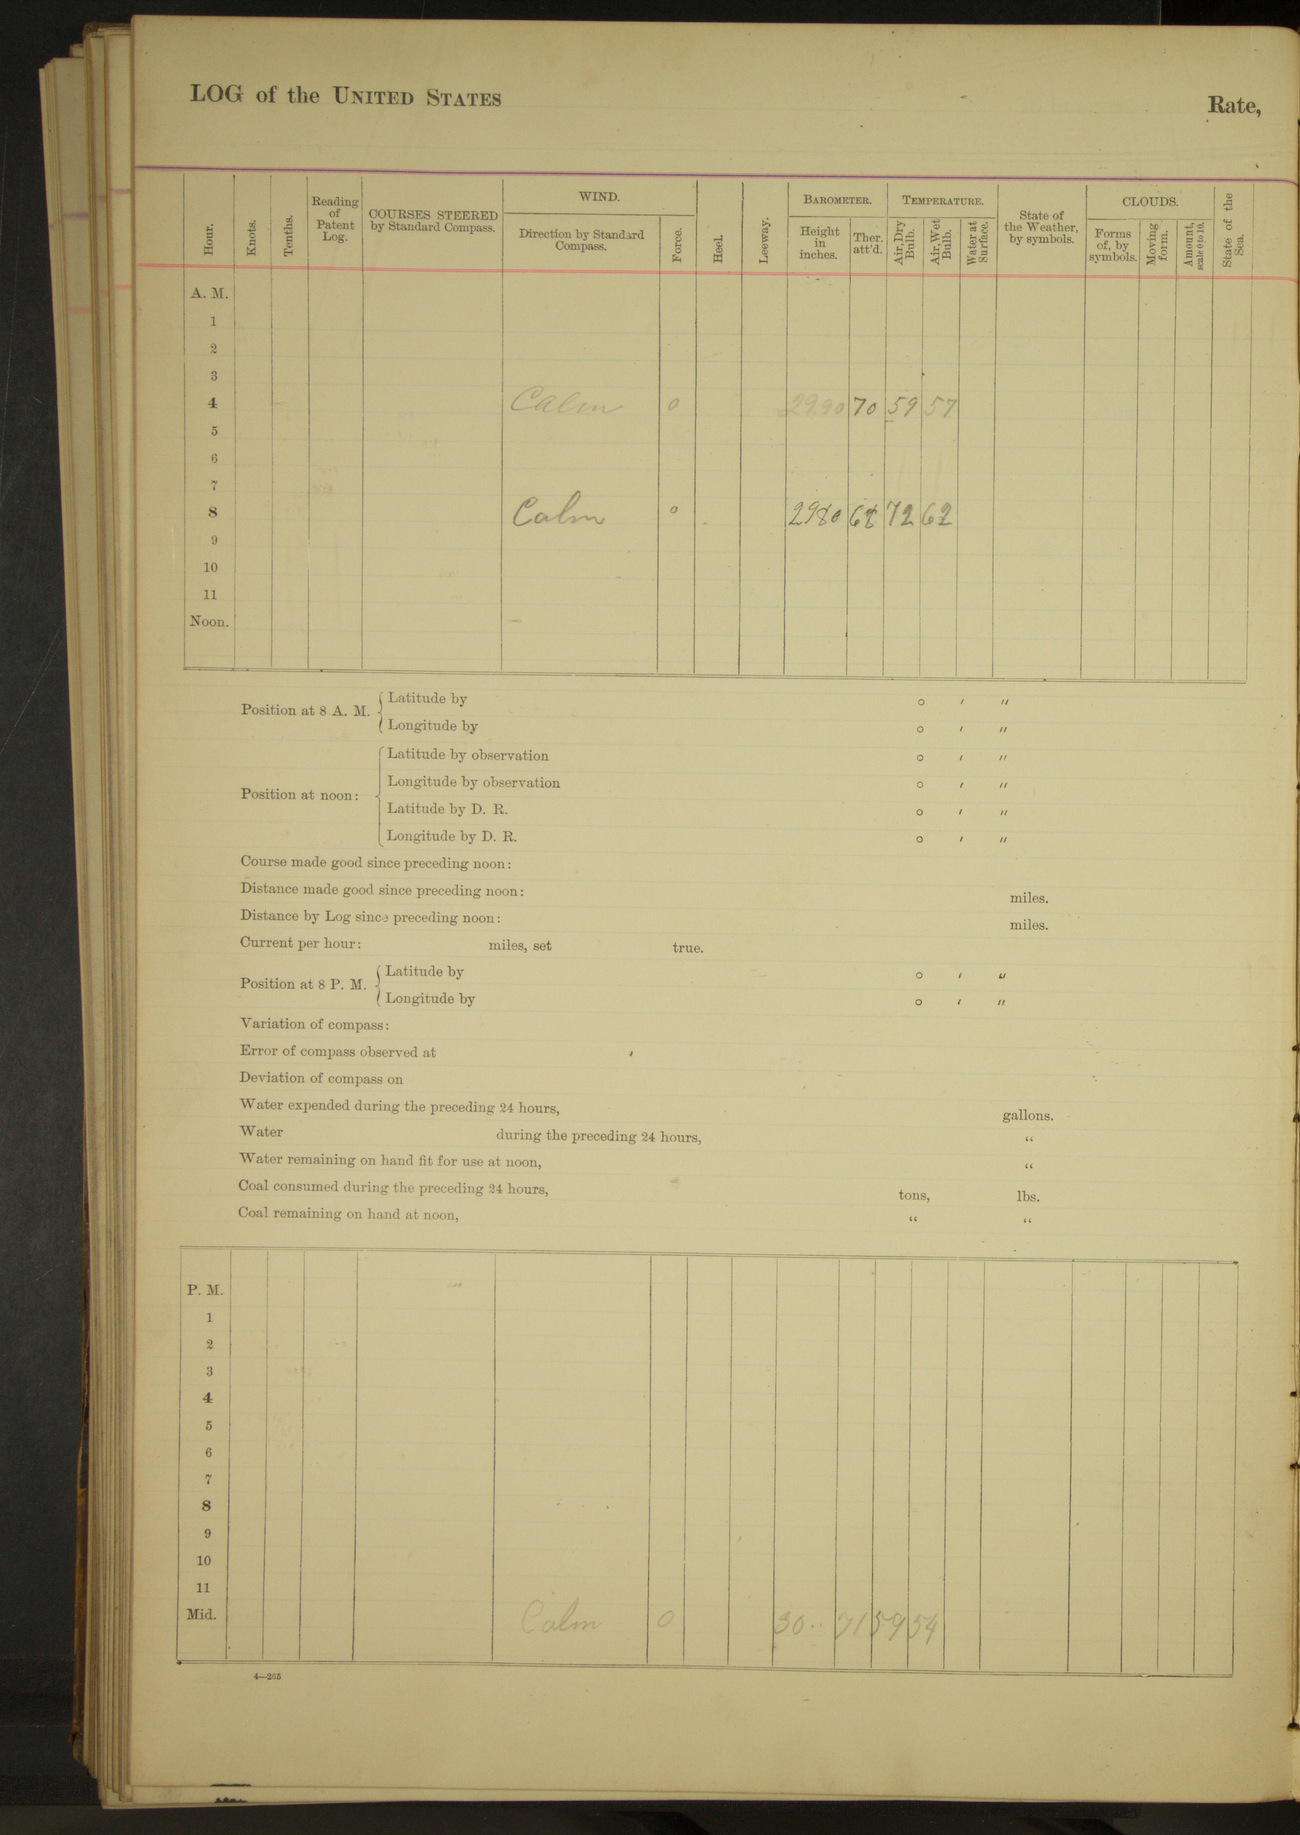 LOG of the UNITED STATES
Rate,
Hour.
Knots.
Tenths.
Reading of Patent Log.
COURSES STEERED by Standard Compass.
WIND.
Direction by Standard Compass.
Force.
Heel.
Leeway.
BAROMETER.
Height in inches.
Ther. att'd.
TEMPERATURE.
Air, Dry Bulb.
Air, Wet Bulb.
Water at Surface.
State of the Weather, by symbols.
CLOUDS.
Forms of, by symbols.
Moving form.
Amount, scale 0 to 10.
State of the Sea.
A. M.
1
2
3
4 Calm 0 29.90 70 59 57
5
6
7
8 Calm 0 2980 68 72 62
9
10
11
Noon.
Position at 8 A. M. Latitude by ° ′ ″
Longitude by ° ′ ″
Position at noon: Latitude by observation ° ′ ″
Longitude by observation ° ′ ″
Latitude by D. R. ° ′ ″
Longitude by D. R. ° ′ ″
Course made good since preceding noon:
Distance made good since preceding noon: miles.
Distance by Log since preceding noon: miles.
Current per hour: miles, set true.
Position at 8 P. M. Latitude by ° ′ ″
Longitude by ° ′ ″
Variation of compass:
Error of compass observed at ,
Deviation of compass on
Water expended during the preceding 24 hours, gallons.
Water during the preceding 24 hours, “
Water remaining on hand fit for use at noon, “
Coal consumed during the preceding 24 hours, tons, lbs.
Coal remaining on hand at noon, “ “
P. M.
1
2
3
4
5
6
7
8
9
10
11
Mid. Calm 0 30.. 71 59 54
4—265